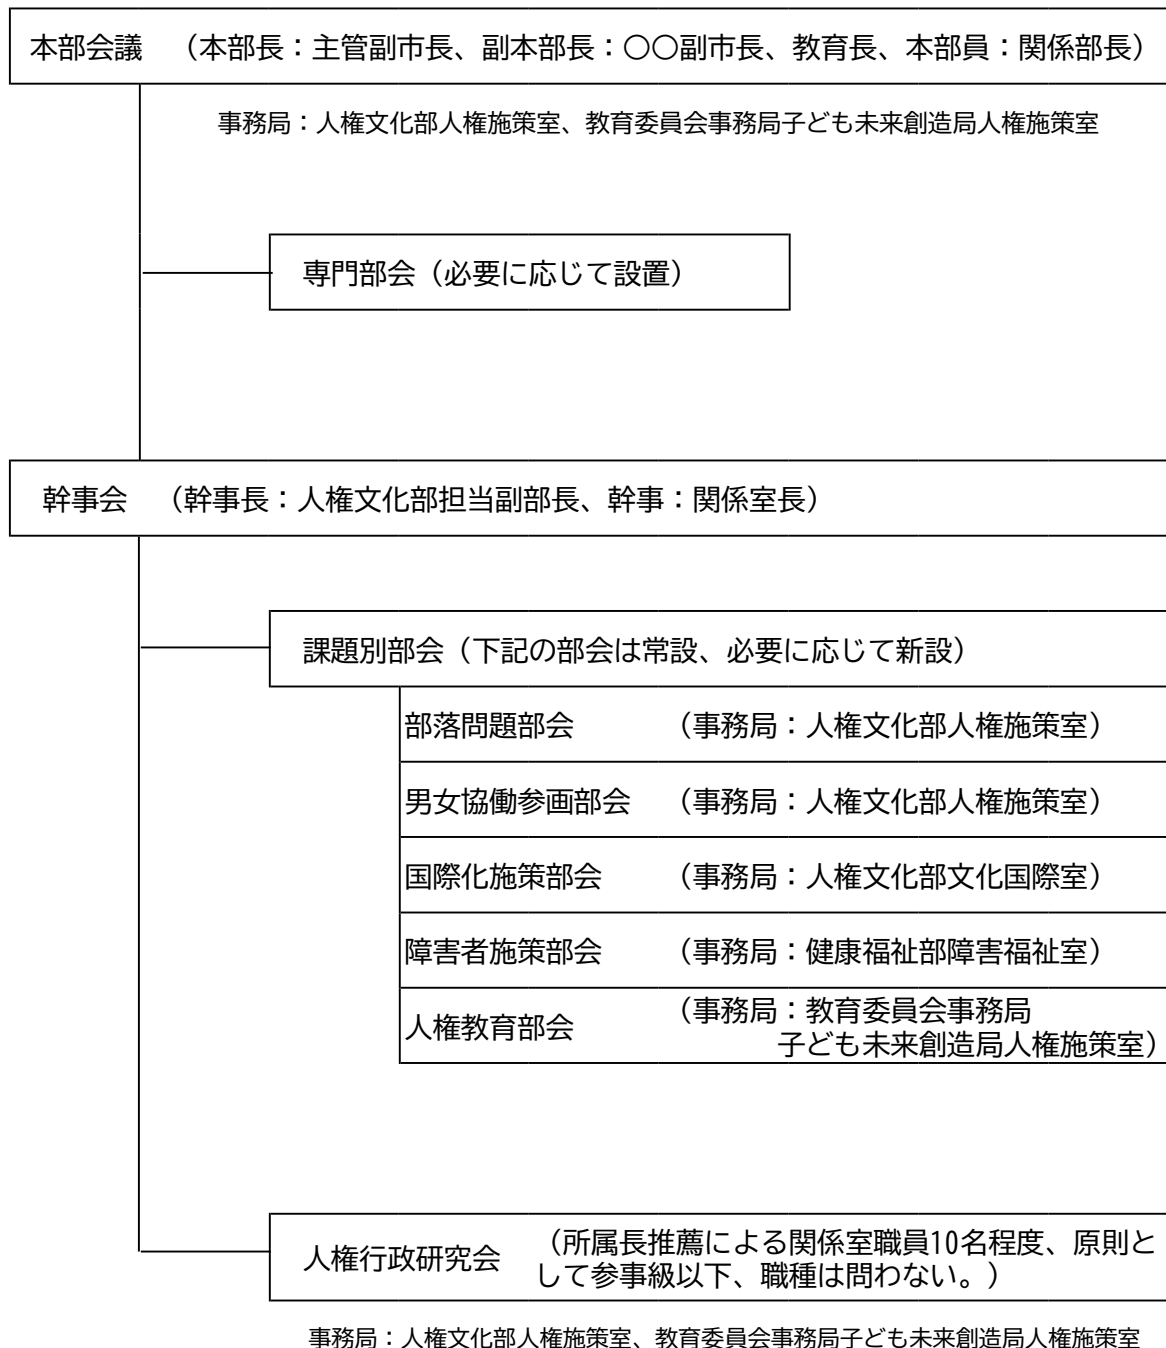 本部会議　（本部長：主管副市長、副本部長：〇〇副市長、教育長、本部員：関係部長）
事務局：人権文化部人権施策室、教育委員会事務局子ども未来創造局人権施策室
専門部会（必要に応じて設置）
幹事会　（幹事長：人権文化部担当副部長、幹事：関係室長）
課題別部会（下記の部会は常設、必要に応じて新設）
部落問題部会　（事務局：人権文化部人権施策室）
男女協働参画部会　（事務局：人権文化部人権施策室）
国際化施策部会　（事務局：人権文化部文化国際室）
障害者施策部会　（事務局：健康福祉部障害福祉室）
人権教育部会　（事務局：教育委員会事務局
子ども未来創造局人権施策室）
人権行政研究会　（所属長推薦による関係室職員10名程度、原則と
して参事級以下、職種は問わない。）
事務局：人権文化部人権施策室、教育委員会事務局子ども未来創造局人権施策室